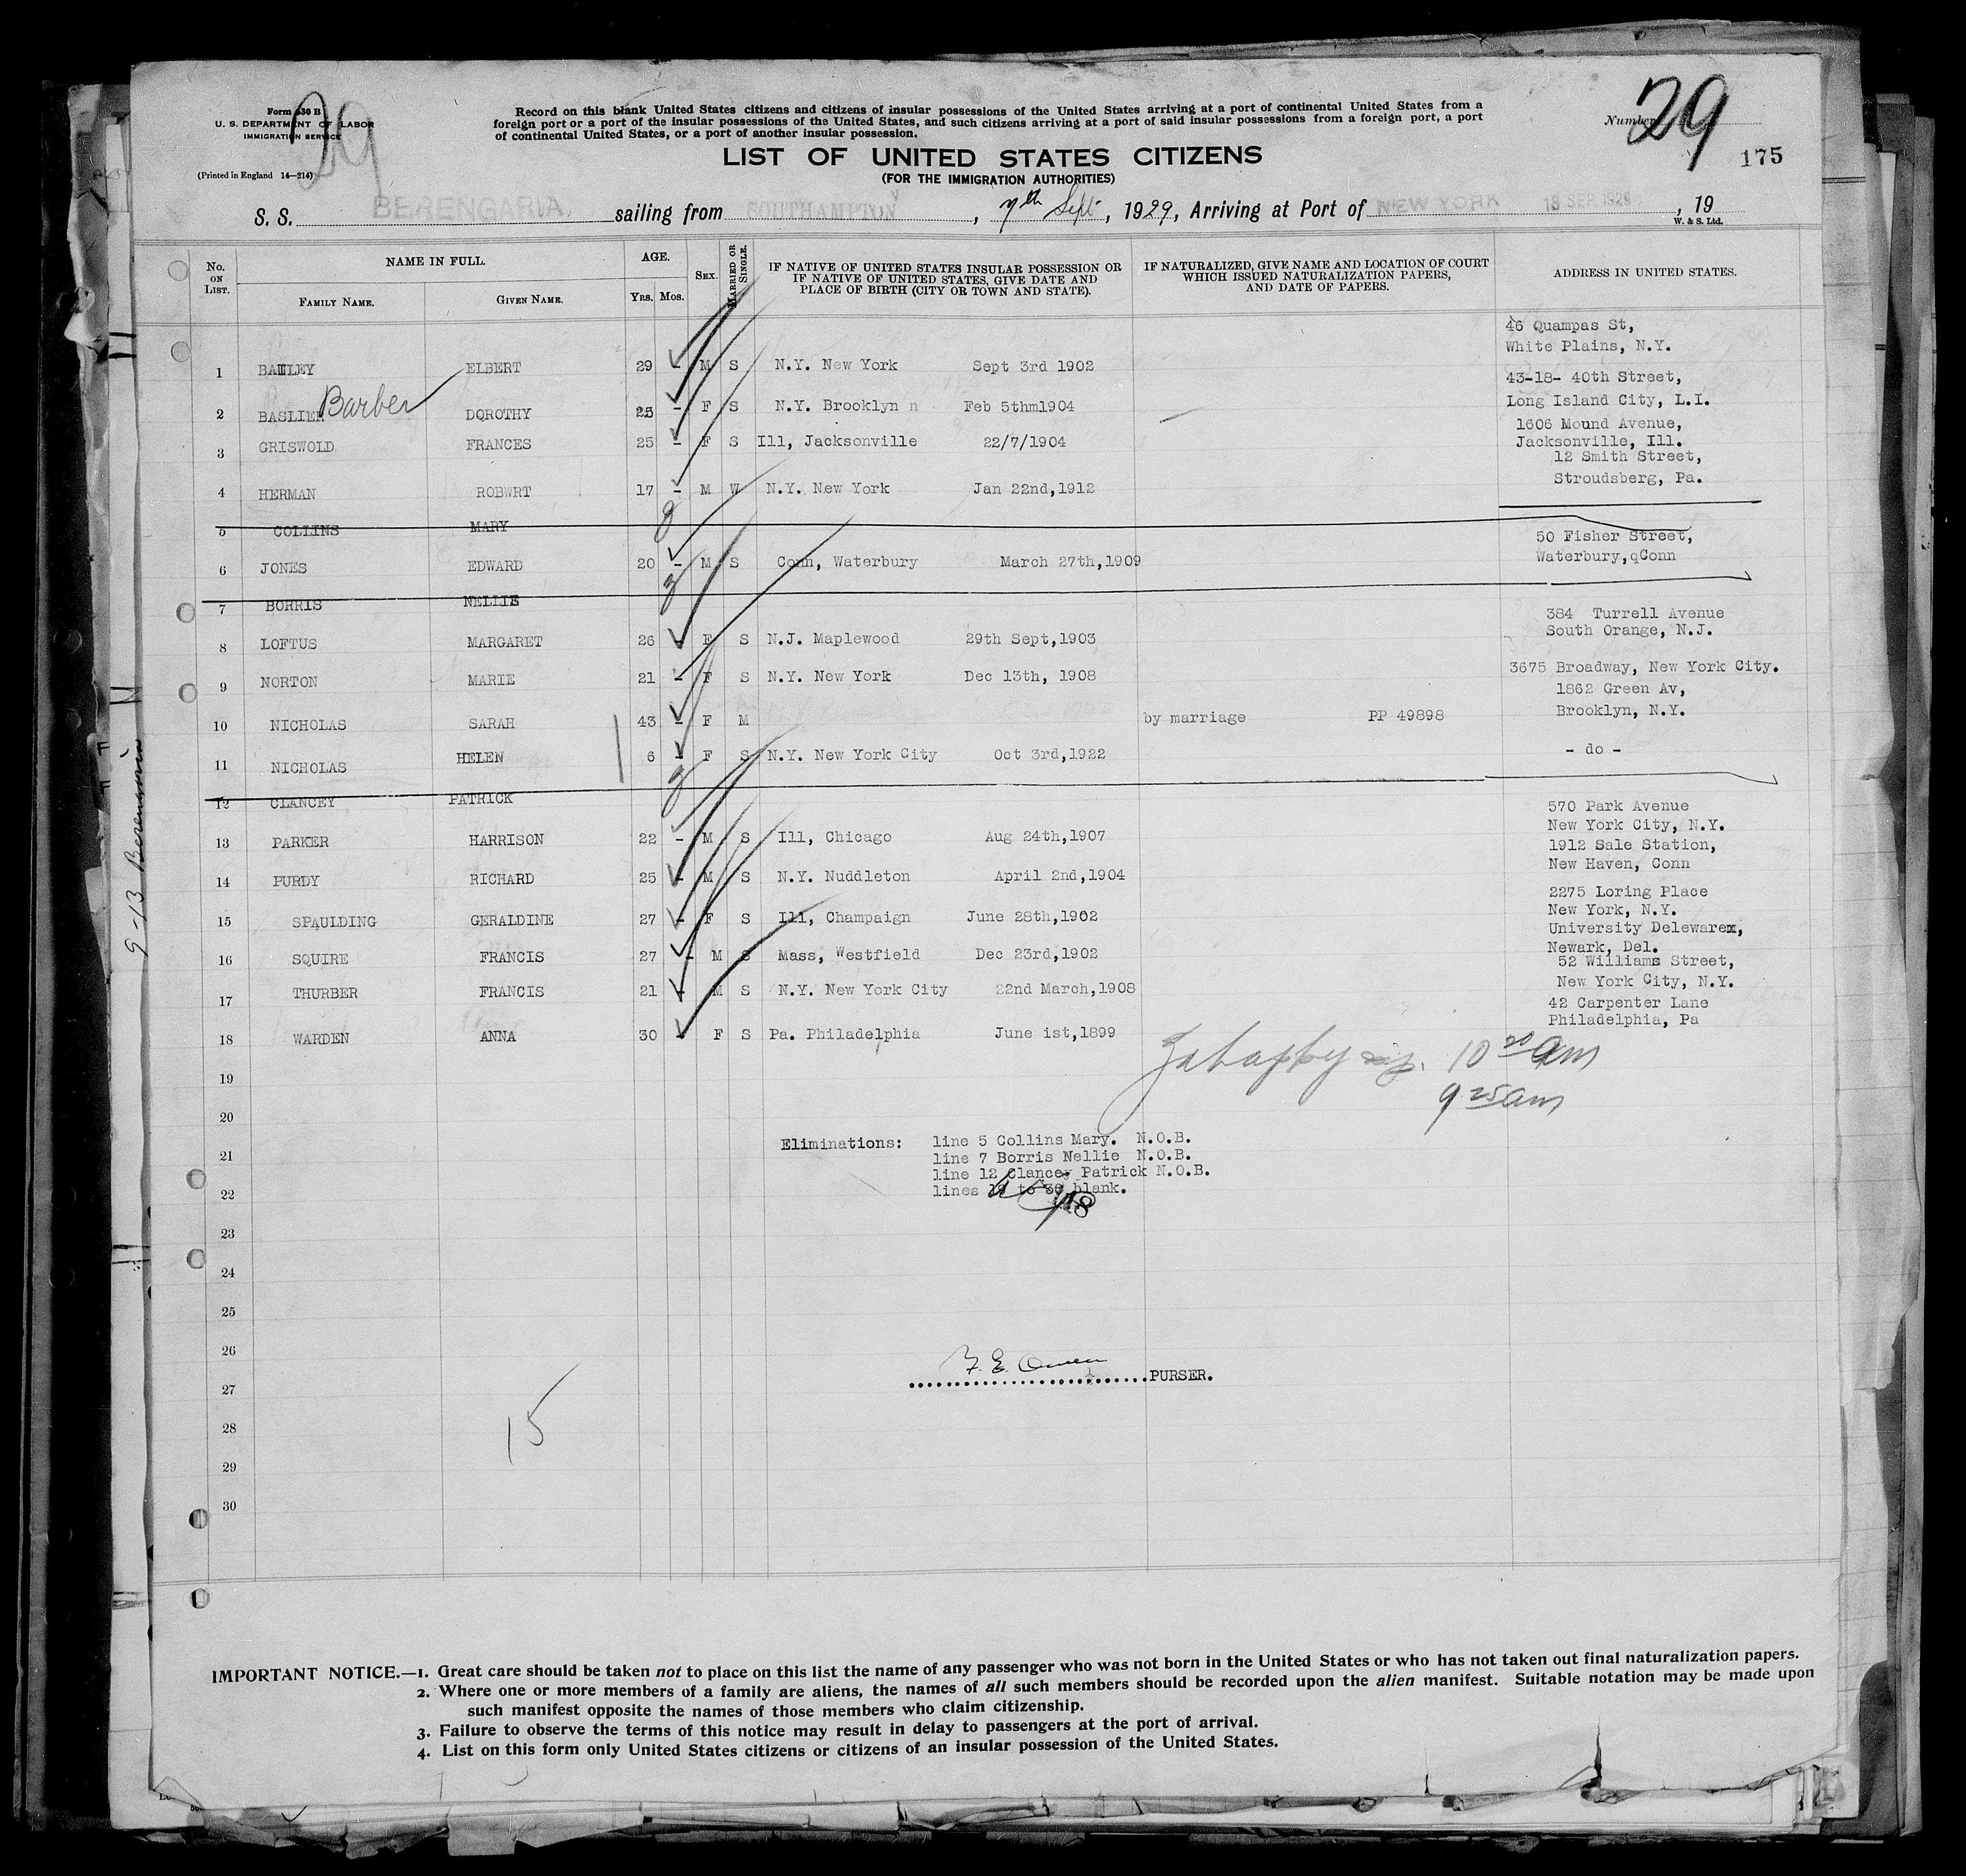 Form 630 B
U. S. DEPARTMENT OF LABOR
IMMIGRATION SERVICE
29
(Printed in England 14—214)
Record on this blank United States citizens and citizens of insular possessions of the United States arriving at a port of continental United States from a
foreign port or a port of the insular possessions of the United States, and such citizens arriving at a port of said insular possessions from a foreign port, a port
of continental United States, or a port of another insular possession.
Number 29
175
LIST OF UNITED STATES CITIZENS
(FOR THE IMMIGRATION AUTHORITIES)
S. S. BERENGARIA sailing from SOUTHAMPTON, 7th Sept, 1929, Arriving at Port of NEW YORK 13 SEP 1929, 19
W. & S. Ltd.
No. ON LIST. NAME IN FULL. AGE. SEX. MARRIED OR SINGLE. IF NATIVE OF UNITED STATES INSULAR POSSESSION OR IF NATIVE OF UNITED STATES, GIVE DATE AND PLACE OF BIRTH (CITY OR TOWN AND STATE). IF NATURALIZED, GIVE NAME AND LOCATION OF COURT WHICH ISSUED NATURALIZATION PAPERS, AND DATE OF PAPERS. ADDRESS IN UNITED STATES.
FAMILY NAME. GIVEN NAME. Yrs. Mos.
1 BAILEY ELBERT 29 - M S N.Y. New York Sept 3rd 1902 46 Quampas St, White Plains, N.Y.
2 BASLIER Barber DOROTHY 25 - F S N.Y. Brooklyn n Feb 5thm1904 43-18- 40th Street, Long Island City, L.I.
3 GRISWOLD FRANCES 25 - F S Ill, Jacksonville 22/7/1904 1606 Mound Avenue, Jacksonville, Ill.
4 HERMAN ROBWRT 17 - M W N.Y. New York Jan 22nd,1912 12 Smith Street, Stroudsberg, Pa.
5 COLLINS MARY
6 JONES EDWARD 20 - M S Conn, Waterbury March 27th,1909 50 Fisher Street, Waterbury,qConn
7 BORRIS NELLIE
8 LOFTUS MARGARET 26 - F S N.J. Maplewood 29th Sept,1903 384 Turrell Avenue South Orange, N.J.
9 NORTON MARIE 21 - F S N.Y. New York Dec 13th, 1908 3675 Broadway, New York City.
10 NICHOLAS SARAH 43 - F M by marriage PP 49898 1862 Green Av, Brooklyn, N.Y.
11 NICHOLAS HELEN 6 - F S N.Y. New York City Oct 3rd,1922 - do -
12 CLANCEY PATRICK
13 PARKER HARRISON 22 - M S Ill, Chicago Aug 24th,1907 570 Park Avenue New York City, N.Y.
14 PURDY RICHARD 25 - M S N.Y. Nuddleton April 2nd,1904 1912 Sale Station, New Haven, Conn
15 SPAULDING GERALDINE 27 - F S Ill, Champaign June 28th,1902 2275 Loring Place New York, N.Y.
16 SQUIRE FRANCIS 27 - M S Mass, Westfield Dec 23rd,1902 University Delewarex, Newark, Del.
17 THURBER FRANCIS 21 - M S N.Y. New York City 22nd March,1908 52 Williams Street, New York City, N.Y.
18 WARDEN ANNA 30 - F S Pa. Philadelphia June 1st,1899 42 Carpenter Lane Philadelphia, Pa
10 20 am
19
9 25 am
20
Eliminations: line 5 Collins Mary. N.O.B.
21
line 7 Borris Nellie N.O.B.
line 12 Clancey Patrick N.O.B.
22
lines 19 to 30 blank.
18
23
24
25
26
F. E. Owen
PURSER.
27
28
15
29
30
9-13 Berengaria
IMPORTANT NOTICE.—1. Great care should be taken not to place on this list the name of any passenger who was not born in the United States or who has not taken out final naturalization papers.
2. Where one or more members of a family are aliens, the names of all such members should be recorded upon the alien manifest. Suitable notation may be made upon
such manifest opposite the names of those members who claim citizenship.
3. Failure to observe the terms of this notice may result in delay to passengers at the port of arrival.
4. List on this form only United States citizens or citizens of an insular possession of the United States.